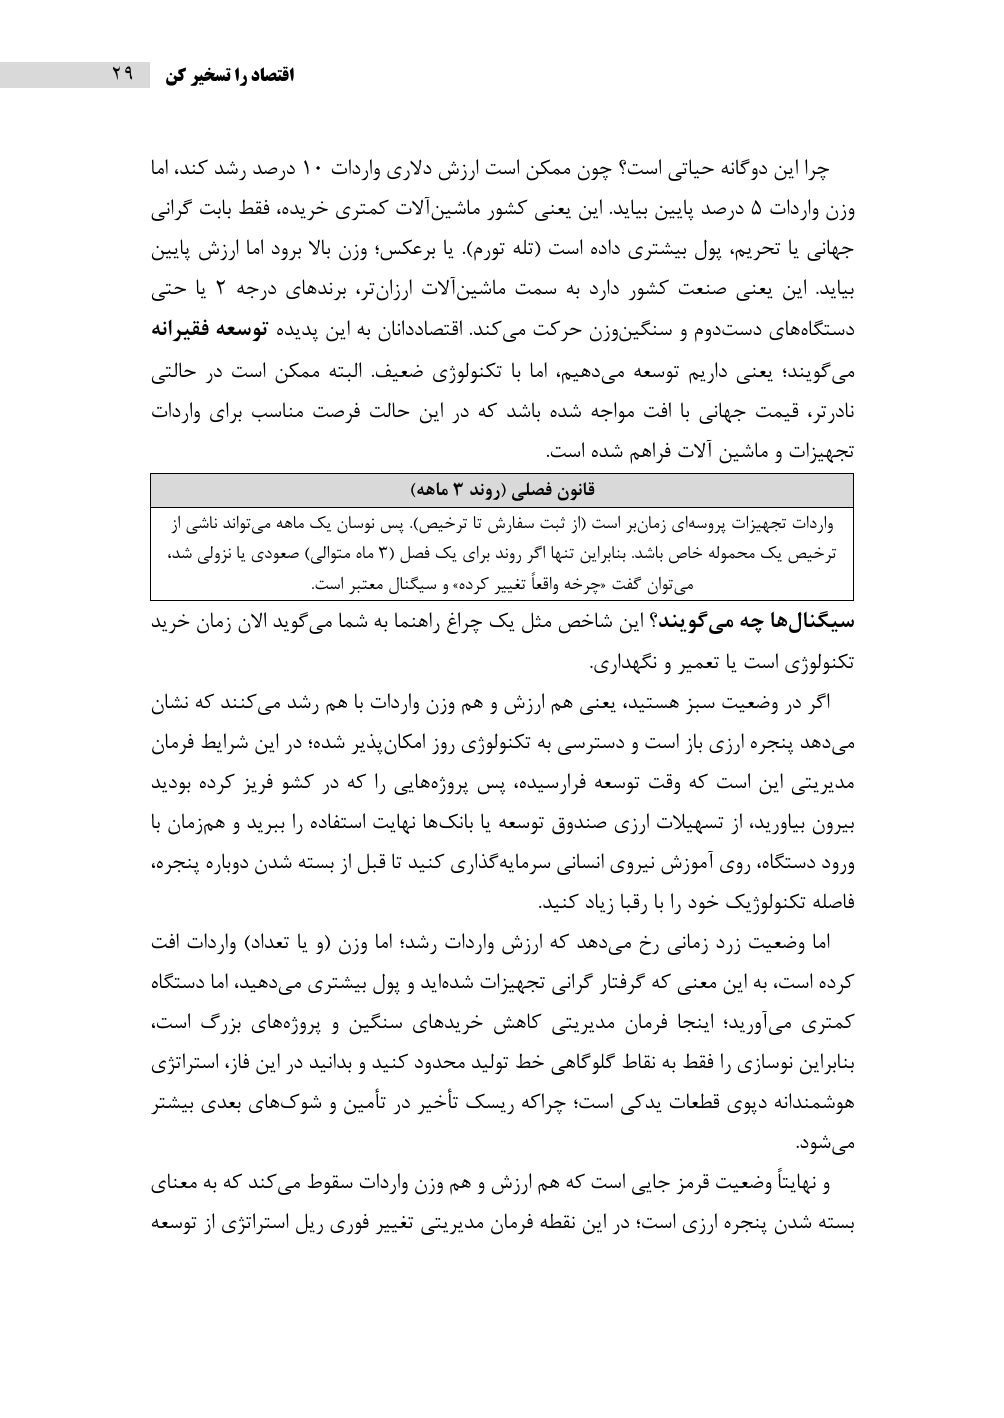 اقتصاد را تسخیر کن ۲۹
چرا این دوگانه حیاتی است؟ چون ممکن است ارزش دلاری واردات ۱۰ درصد رشد کند، اما
وزن واردات ۵ درصد پایین بیاید. این یعنی کشور ماشین‌آلات کمتری خریده، فقط بابت گرانی
جهانی یا تحریم، پول بیشتری داده است (تله تورم). یا برعکس؛ وزن بالا برود اما ارزش پایین
بیاید. این یعنی صنعت کشور دارد به سمت ماشین‌آلات ارزان‌تر، برندهای درجه ۲ یا حتی
دستگاه‌های دست‌دوم و سنگین‌وزن حرکت می‌کند. اقتصاددانان به این پدیده توسعه فقیرانه
می‌گویند؛ یعنی داریم توسعه می‌دهیم، اما با تکنولوژی ضعیف. البته ممکن است در حالتی
نادرتر، قیمت جهانی با افت مواجه شده باشد که در این حالت فرصت مناسب برای واردات
تجهیزات و ماشین آلات فراهم شده است.
قانون فصلی (روند ۳ ماهه)
واردات تجهیزات پروسه‌ای زمان‌بر است (از ثبت سفارش تا ترخیص). پس نوسان یک ماهه می‌تواند ناشی از
ترخیص یک محموله خاص باشد. بنابراین تنها اگر روند برای یک فصل (۳ ماه متوالی) صعودی یا نزولی شد،
می‌توان گفت «چرخه واقعاً تغییر کرده» و سیگنال معتبر است.
سیگنال‌ها چه می‌گویند؟ این شاخص مثل یک چراغ راهنما به شما می‌گوید الان زمان خرید
تکنولوژی است یا تعمیر و نگهداری.
اگر در وضعیت سبز هستید، یعنی هم ارزش و هم وزن واردات با هم رشد می‌کنند که نشان
می‌دهد پنجره ارزی باز است و دسترسی به تکنولوژی روز امکان‌پذیر شده؛ در این شرایط فرمان
مدیریتی این است که وقت توسعه فرارسیده، پس پروژه‌هایی را که در کشو فریز کرده بودید
بیرون بیاورید، از تسهیلات ارزی صندوق توسعه یا بانک‌ها نهایت استفاده را ببرید و هم‌زمان با
ورود دستگاه، روی آموزش نیروی انسانی سرمایه‌گذاری کنید تا قبل از بسته شدن دوباره پنجره،
فاصله تکنولوژیک خود را با رقبا زیاد کنید.
اما وضعیت زرد زمانی رخ می‌دهد که ارزش واردات رشد؛ اما وزن (و یا تعداد) واردات افت
کرده است، به این معنی که گرفتار گرانی تجهیزات شده‌اید و پول بیشتری می‌دهید، اما دستگاه
کمتری می‌آورید؛ اینجا فرمان مدیریتی کاهش خریدهای سنگین و پروژه‌های بزرگ است،
بنابراین نوسازی را فقط به نقاط گلوگاهی خط تولید محدود کنید و بدانید در این فاز، استراتژی
هوشمندانه دپوی قطعات یدکی است؛ چراکه ریسک تأخیر در تأمین و شوک‌های بعدی بیشتر
می‌شود.
و نهایتاً وضعیت قرمز جایی است که هم ارزش و هم وزن واردات سقوط می‌کند که به معنای
بسته شدن پنجره ارزی است؛ در این نقطه فرمان مدیریتی تغییر فوری ریل استراتژی از توسعه